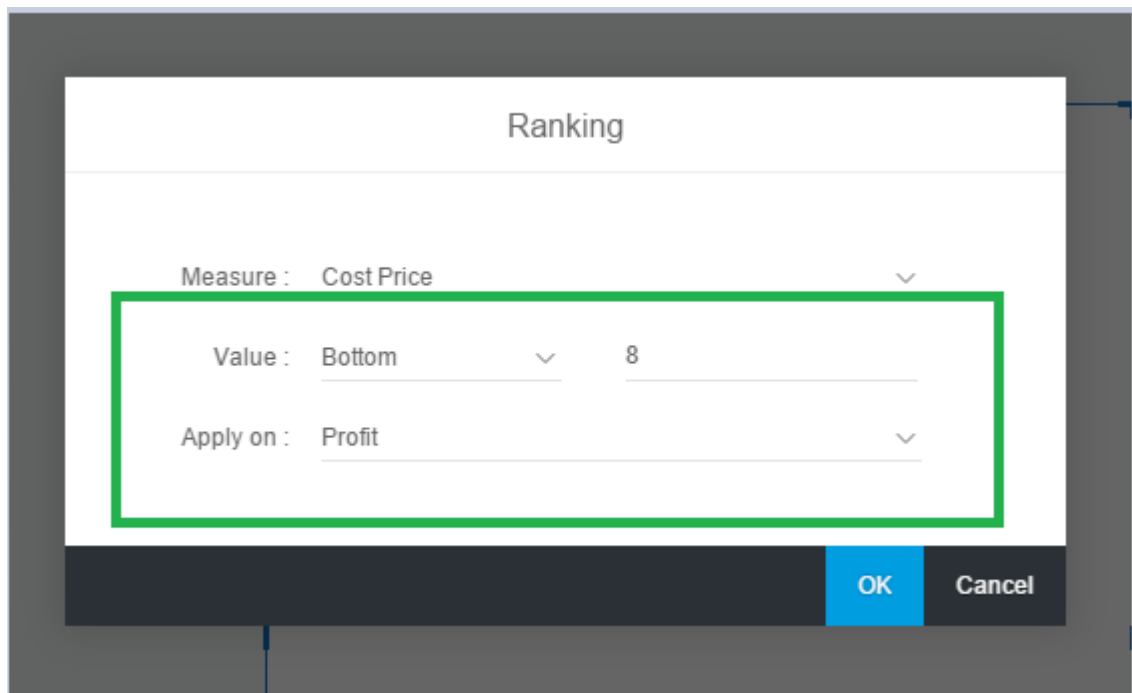 Ranking
Measure : Cost Price
Value : Bottom 8
Apply on : Profit
OK Cancel